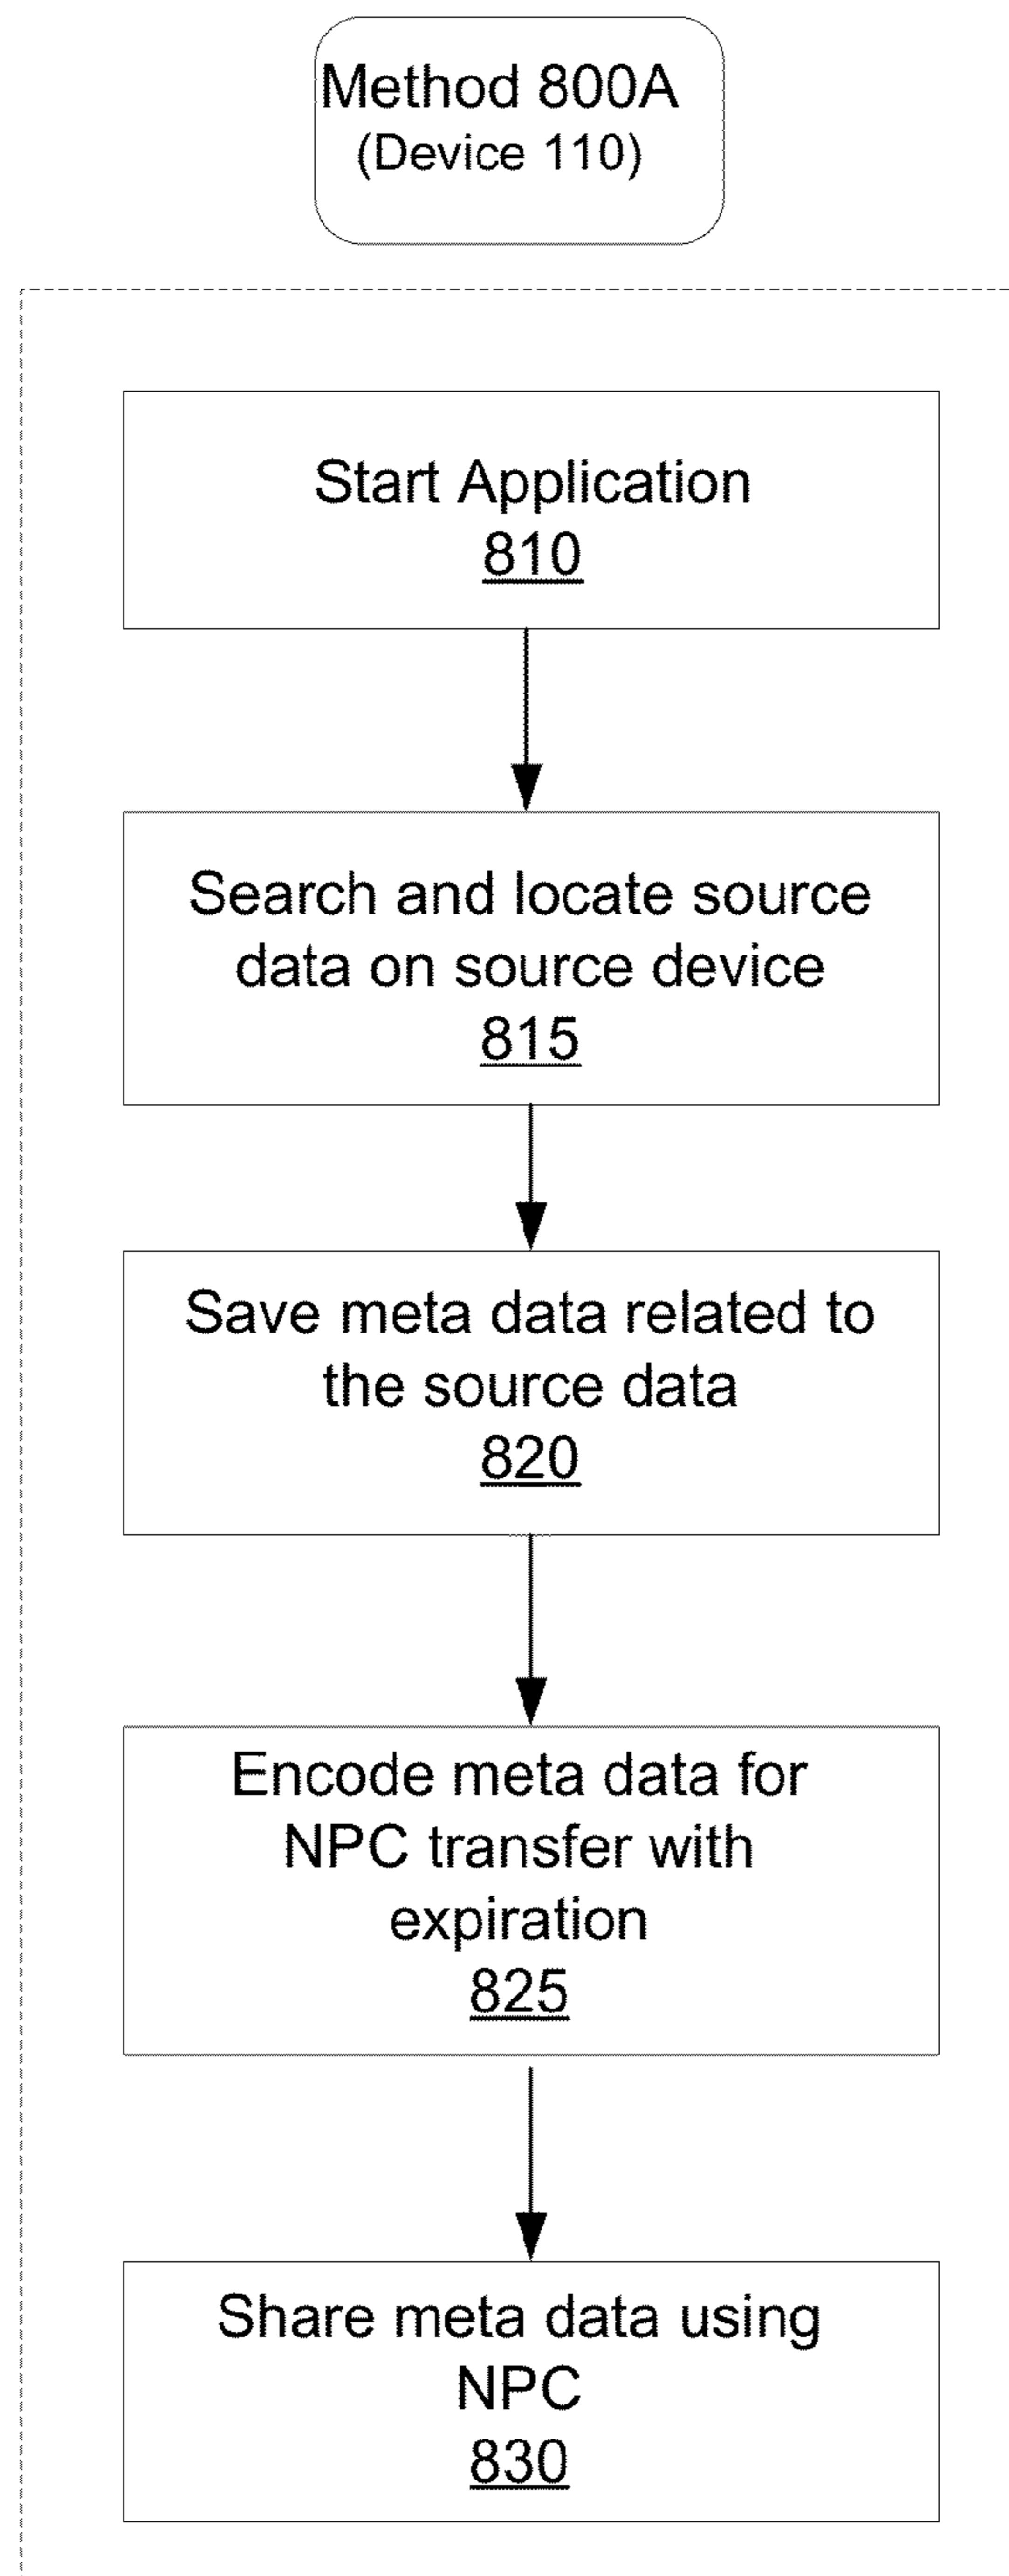 Method 800A
(Device 110)
Start Application
810
Search and locate source
data on source device
815
Save meta data related to
the source data
820
Encode meta data for
NPC transfer with
expiration
825
Share meta data using
NPC
830